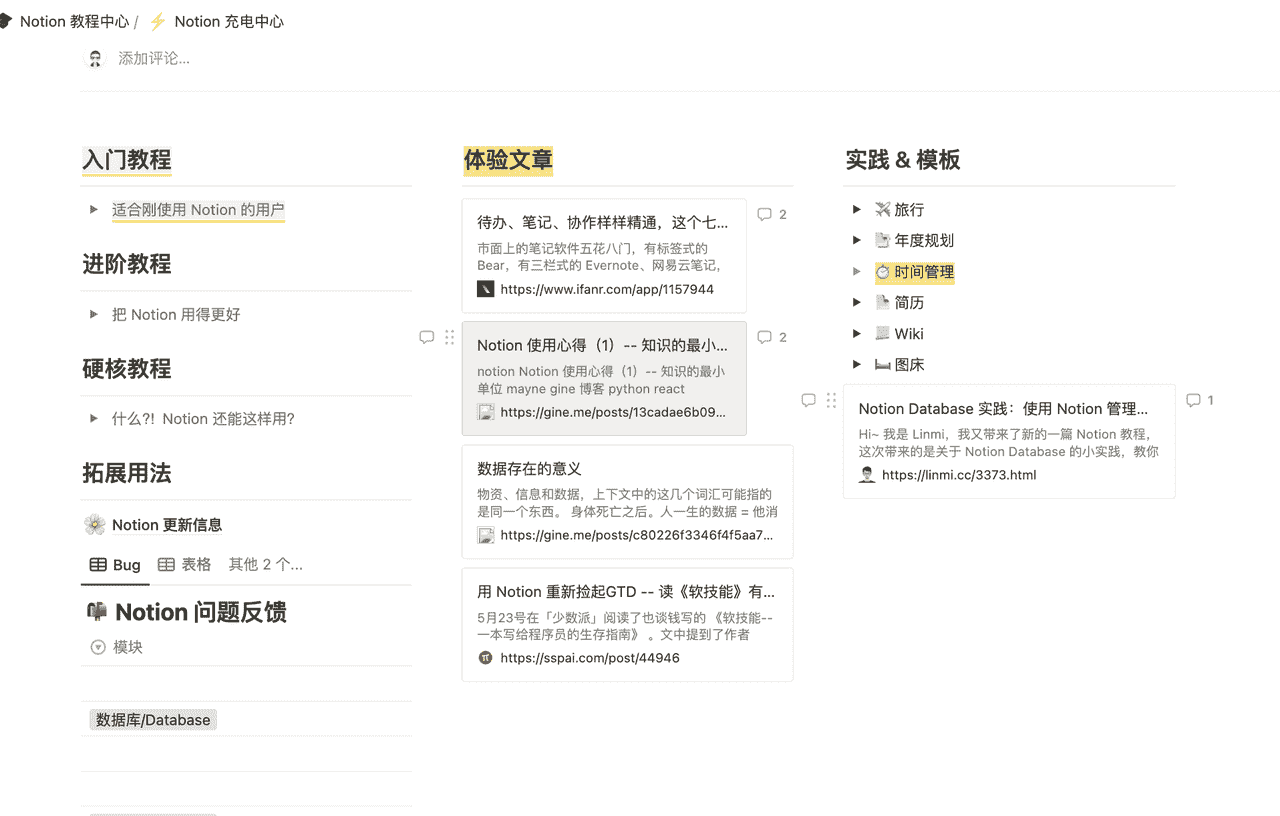 Notion 教程中心 / ⚡ Notion 充电中心
添加评论...
入门教程
适合刚使用 Notion 的用户
进阶教程
把 Notion 用得更好
硬核教程
什么?! Notion 还能这样用?
拓展用法
Notion 更新信息
Bug 表格 其他 2 个...
Notion 问题反馈
模块
数据库/Database
体验文章
待办、笔记、协作样样精通，这个七...
2
市面上的笔记软件五花八门，有标签式的
Bear，有三栏式的 Evernote、网易云笔记，
https://www.ifanr.com/app/1157944
Notion 使用心得（1）-- 知识的最小...
2
notion Notion 使用心得（1）-- 知识的最小
单位 mayne gine 博客 python react
https://gine.me/posts/13cadae6b09...
数据存在的意义
物资、信息和数据，上下文中的这几个词汇可能指的
是同一个东西。 身体死亡之后。人一生的数据 = 他消
https://gine.me/posts/c80226f3346f4f5aa7...
用 Notion 重新捡起GTD -- 读《软技能》有...
5月23号在「少数派」阅读了也谈钱写的 《软技能--
一本写给程序员的生存指南》 。文中提到了作者
https://sspai.com/post/44946
实践 & 模板
旅行
年度规划
时间管理
简历
Wiki
图床
Notion Database 实践：使用 Notion 管理...
1
Hi~ 我是 Linmi，我又带来了新的一篇 Notion 教程，
这次带来的是关于 Notion Database 的小实践，教你
https://linmi.cc/3373.html